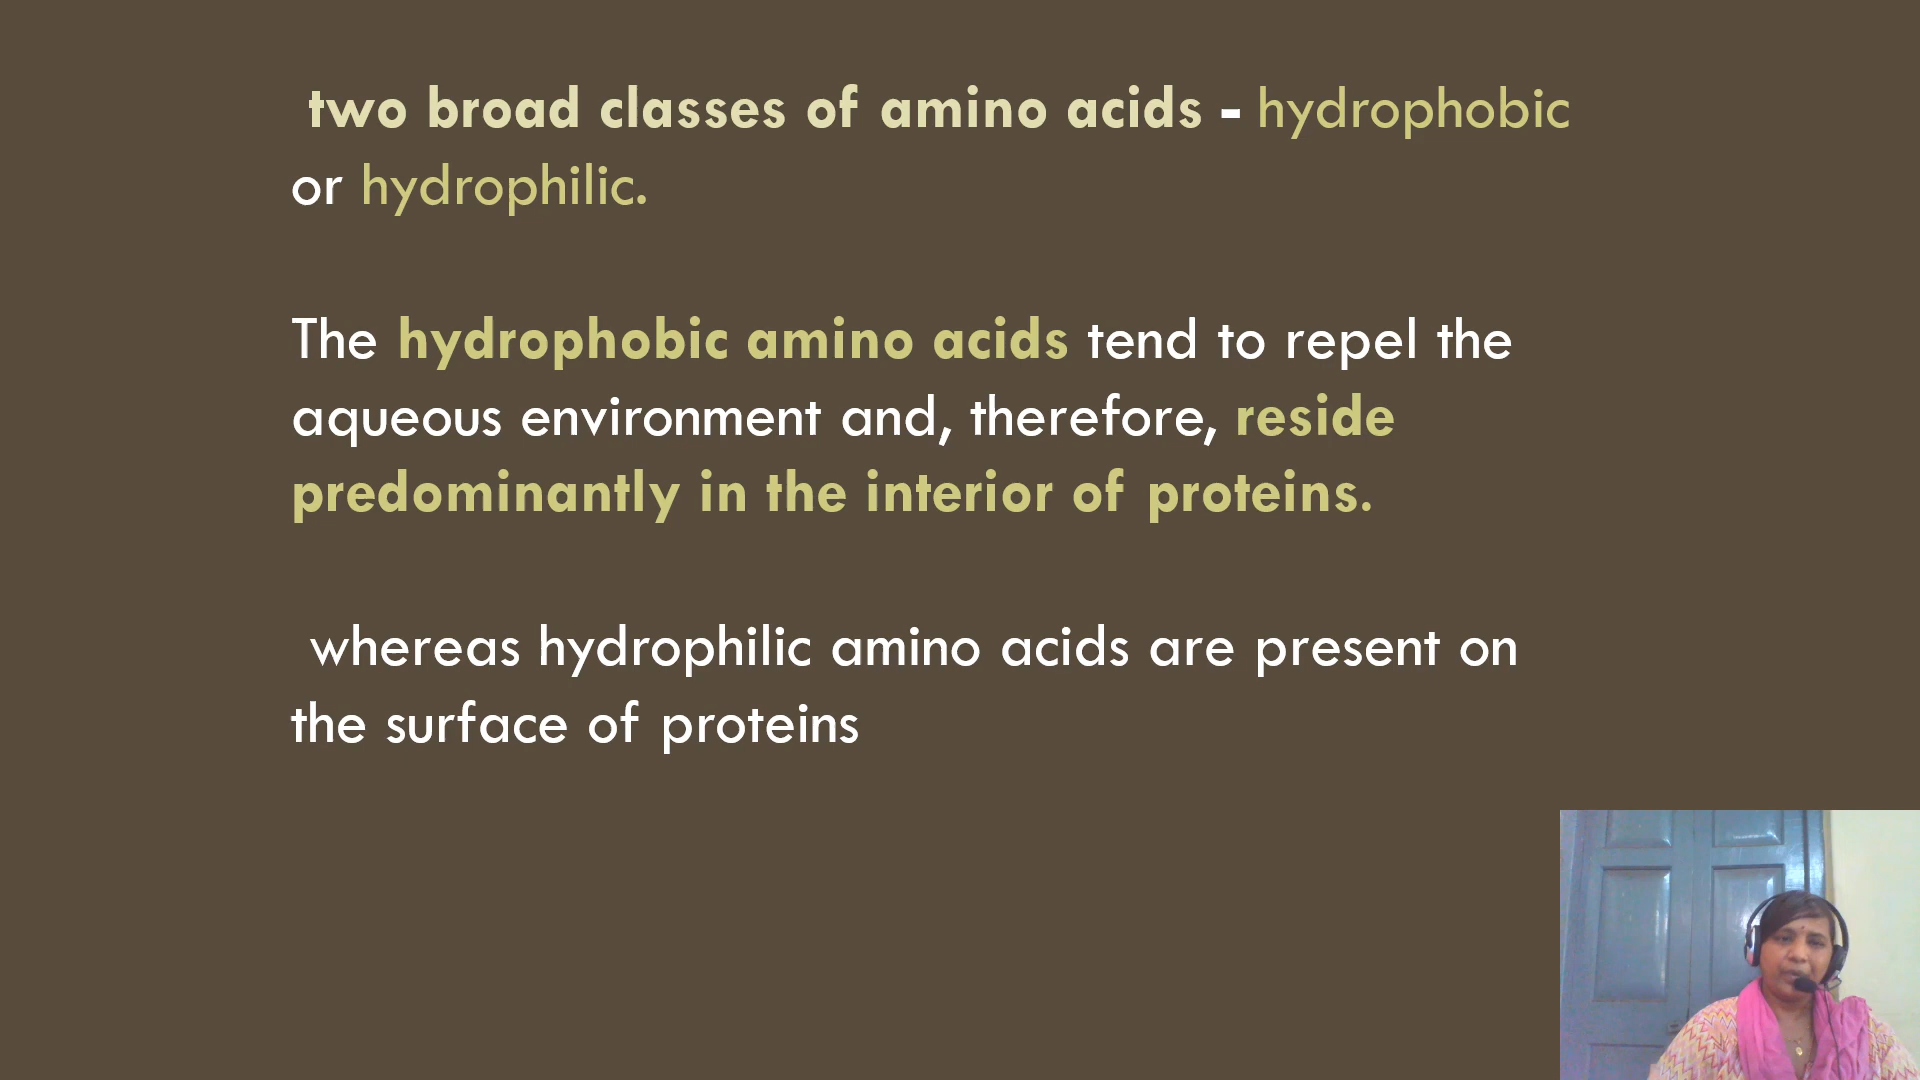 two broad classes of amino acids - hydrophobic
or hydrophilic.
The hydrophobic amino acids tend to repel the
aqueous environment and, therefore, reside
predominantly in the interior of proteins.
whereas hydrophilic amino acids are present on
the surface of proteins